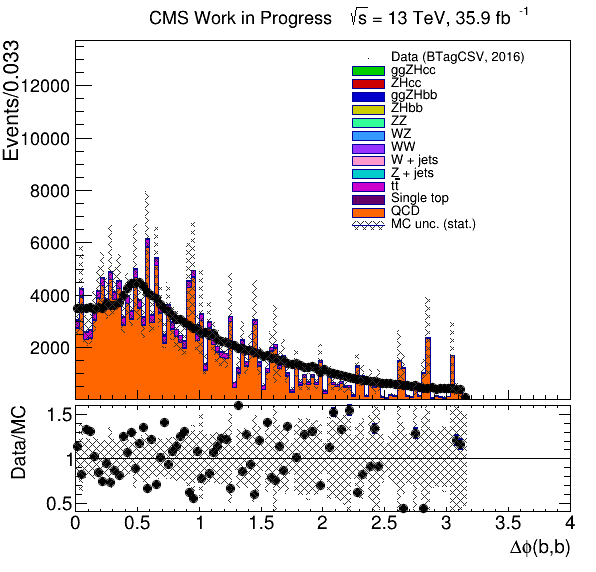 CMS Work in Progress √s = 13 TeV, 35.9 fb⁻¹
Events/0.033
12000
10000
8000
6000
4000
2000
Data (BTagCSV, 2016)
ggZHcc
ZHcc
ggZHbb
ZHbb
ZZ
WZ
WW
W + jets
Z + jets
tt̅
Single top
QCD
MC unc. (stat.)
Data/MC
1.5
1
0.5
0 0.5 1 1.5 2 2.5 3 3.5 4
Δϕ(b,b)